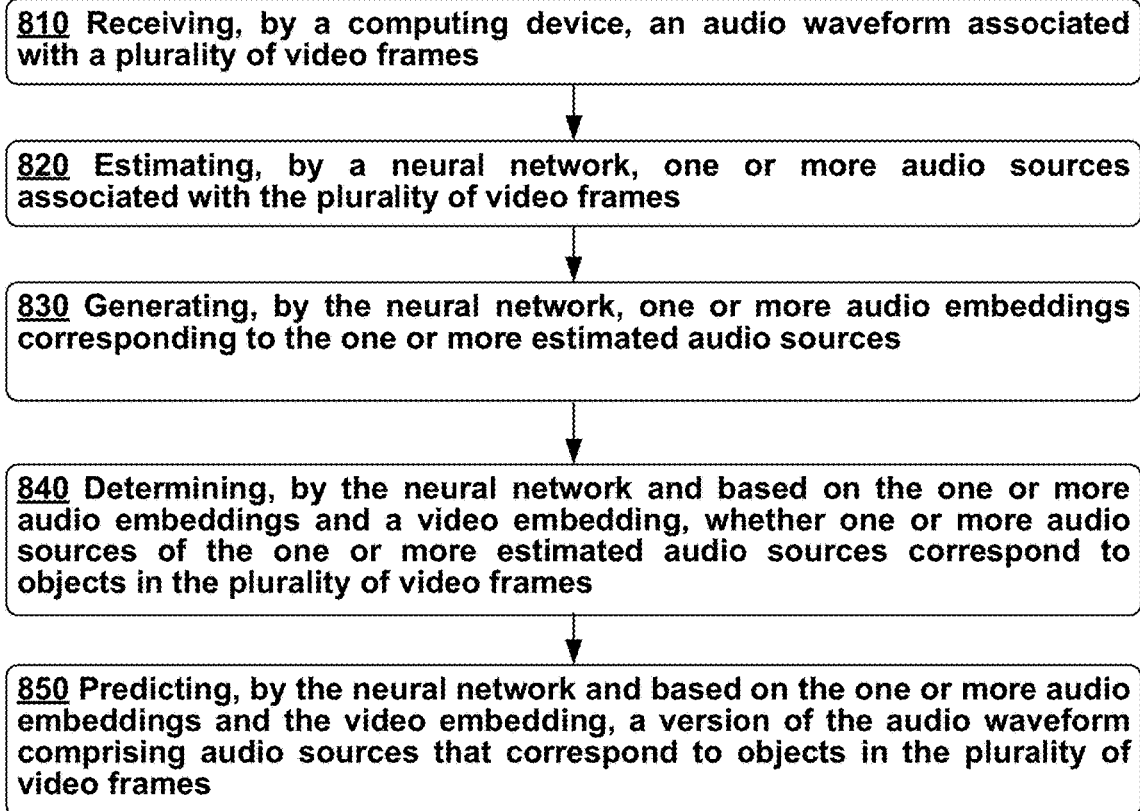 810 Receiving, by a computing device, an audio waveform associated
with a plurality of video frames
820 Estimating, by a neural network, one or more audio sources
associated with the plurality of video frames
830 Generating, by the neural network, one or more audio embeddings
corresponding to the one or more estimated audio sources
840 Determining, by the neural network and based on the one or more
audio embeddings and a video embedding, whether one or more audio
sources of the one or more estimated audio sources correspond to
objects in the plurality of video frames
850 Predicting, by the neural network and based on the one or more audio
embeddings and the video embedding, a version of the audio waveform
comprising audio sources that correspond to objects in the plurality of
video frames